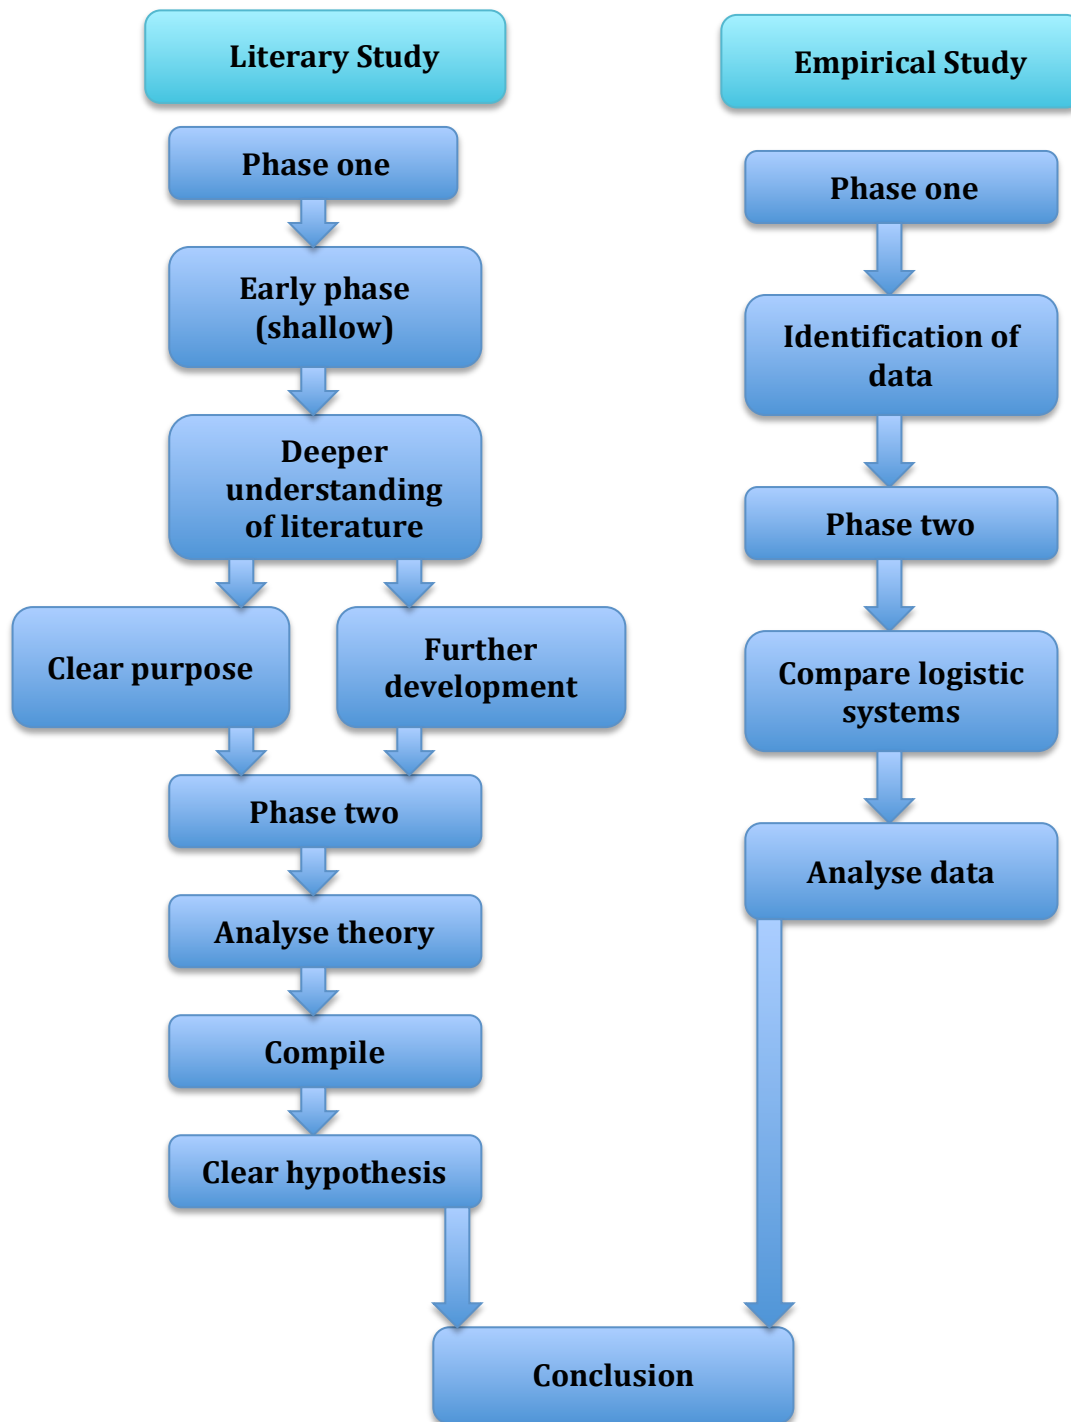 Literary Study
Phase one
Early phase
(shallow)
Deeper
understanding
of literature
Clear purpose
Further
development
Phase two
Analyse theory
Compile
Clear hypothesis
Empirical Study
Phase one
Identification of
data
Phase two
Compare logistic
systems
Analyse data
Conclusion